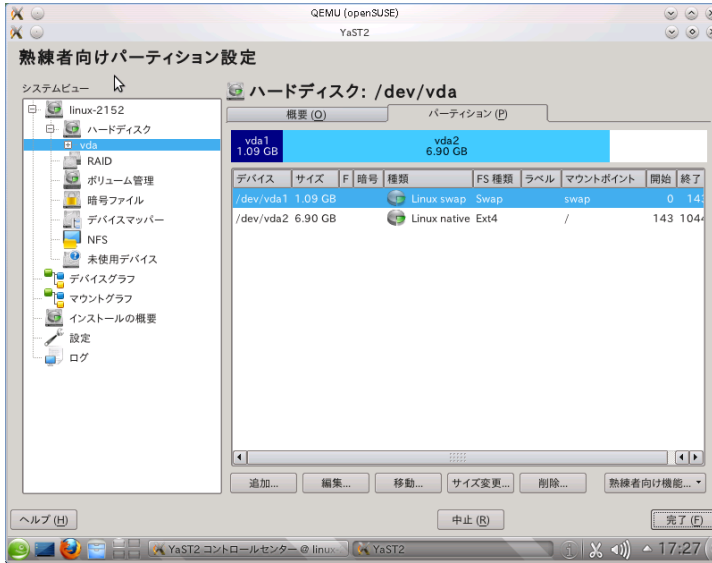 QEMU (openSUSE)
YaST2
熟練者向けパーティション設定
システムビュー
linux-2152
ハードディスク
vda
RAID
ボリューム管理
暗号ファイル
デバイスマッパー
NFS
未使用デバイス
デバイスグラフ
マウントグラフ
インストールの概要
設定
ログ
ハードディスク: /dev/vda
概要 (O) パーティション (P)
vda1 1.09 GB
vda2 6.90 GB
デバイス サイズ F 暗号 種類 FS 種類 ラベル マウントポイント 開始 終了
/dev/vda1 1.09 GB Linux swap Swap swap 0
/dev/vda2 6.90 GB Linux native Ext4 / 143
追加... 編集... 移動... サイズ変更... 削除... 熟練者向け機能...
ヘルプ (H) 中止 (R) 完了 (F)
YaST2 コントロールセンター @ linux YaST2 17:27